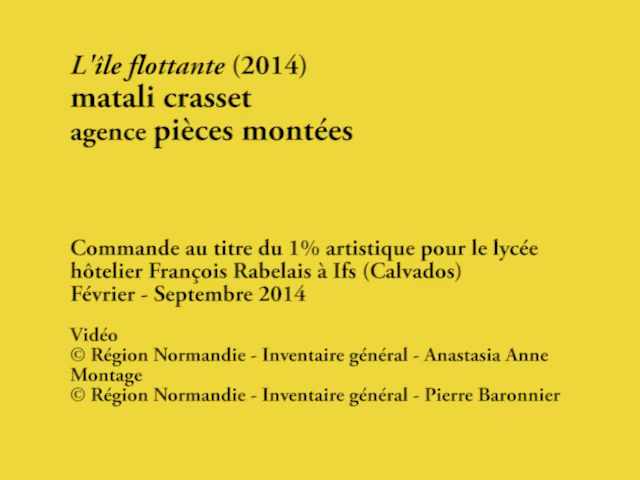 L'île flottante (2014)
matali crasset
agence pièces montées
Commande au titre du 1% artistique pour le lycée
hôtelier François Rabelais à Ifs (Calvados)
Février - Septembre 2014
Vidéo
© Région Normandie - Inventaire général - Anastasia Anne
Montage
© Région Normandie - Inventaire général - Pierre Baronnier